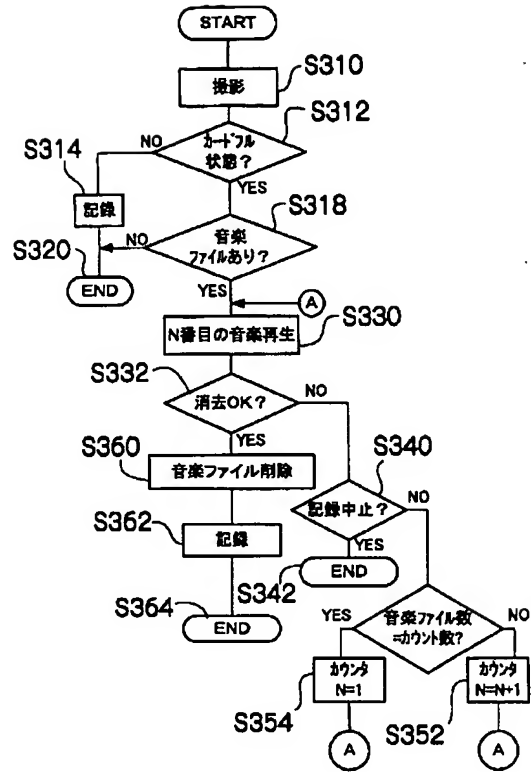 START
S310
撮影
S312
カードフル
状態?
NO
YES
S314
記録
S318
音楽
ファイルあり?
NO
YES
S320
END
A
S330
N番目の音楽再生
S332
消去OK?
NO
YES
S360
音楽ファイル削除
S340
記録中止?
NO
YES
S362
記録
S342
END
S364
END
YES
音楽ファイル数
=カウント数?
NO
カウンタ
N=1
カウンタ
N=N+1
S354
S352
A
A